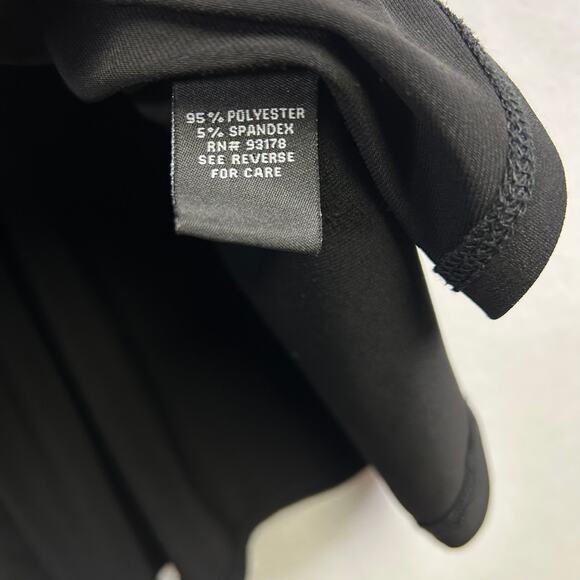 95% POLYESTER
5% SPANDEX
RN# 93178
SEE REVERSE
FOR CARE